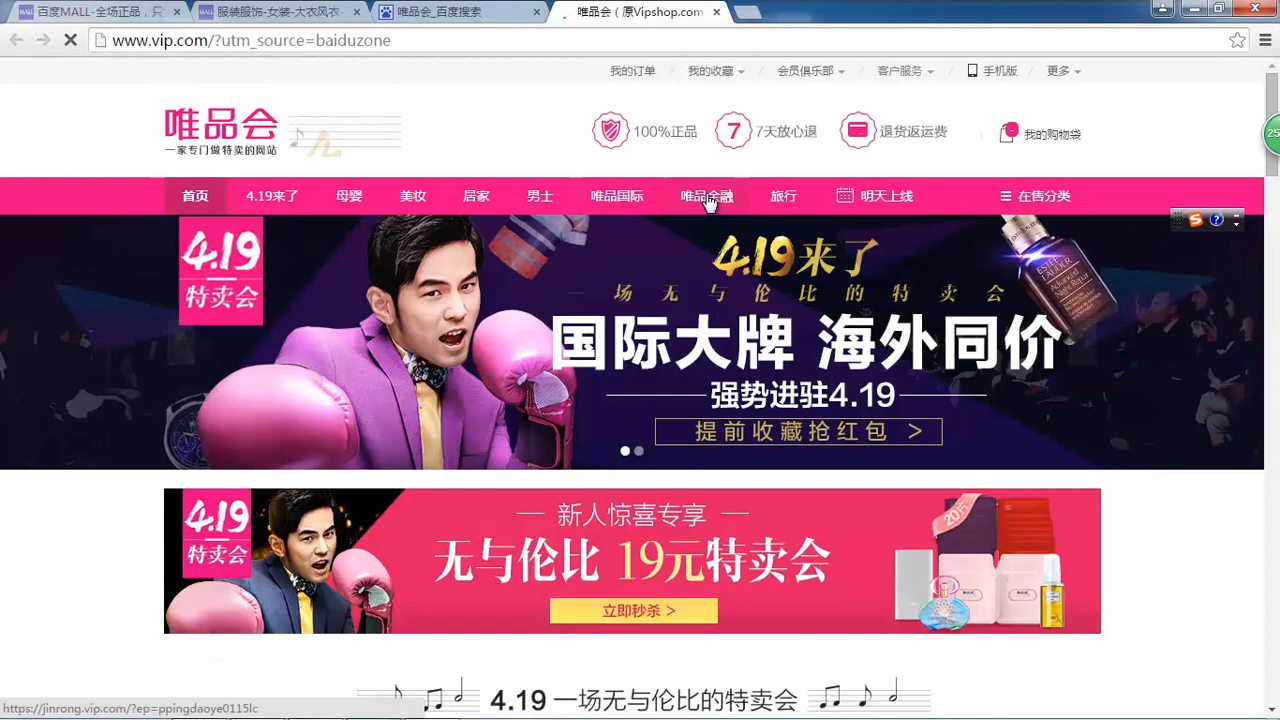 百度MALL-全场正品，只
服装服饰-女装-大衣风衣-
唯品会_百度搜索
唯品会（原Vipshop.com
www.vip.com/?utm_source=baiduzone
我的订单
我的收藏
会员俱乐部
客户服务
手机版
更多
唯品会
一家专门做特卖的网站
100%正品
7
7天放心退
退货返运费
我的购物袋
25
首页
4.19来了
母婴
美妆
居家
男士
唯品国际
唯品金融
旅行
明天上线
在售分类
4.19
特卖会
4.19来了
一场无与伦比的特卖会
ESTEE LAUDER
Advanced
Night Repair
国际大牌 海外同价
强势进驻4.19
提前收藏抢红包 >
4.19
特卖会
新人惊喜专享
无与伦比 19元特卖会
立即秒杀 >
20片
4.19 一场无与伦比的特卖会